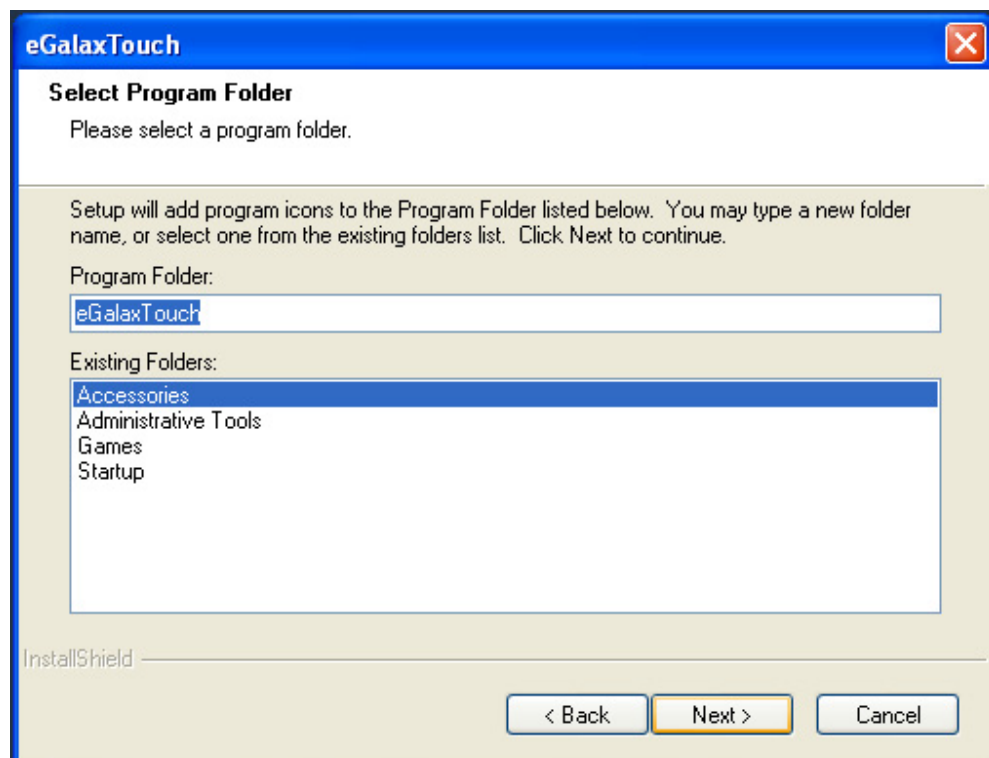 eGalaxTouch
Select Program Folder
Please select a program folder.
Setup will add program icons to the Program Folder listed below.  You may type a new folder
name, or select one from the existing folders list.  Click Next to continue.
Program Folder:
eGalaxTouch
Existing Folders:
Accessories
Administrative Tools
Games
Startup
InstallShield
< Back
Next >
Cancel